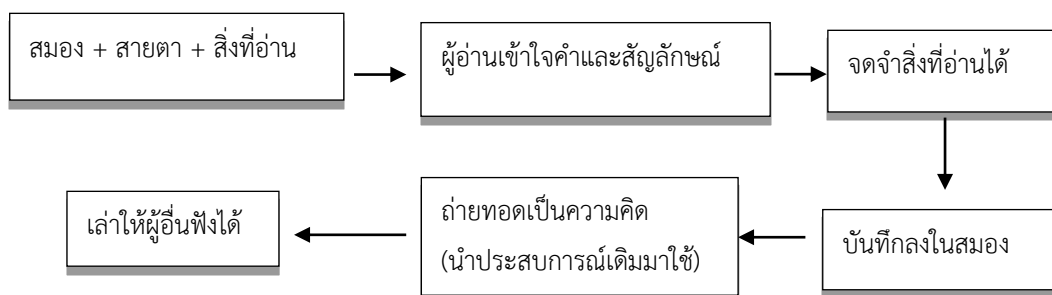 สมอง + สายตา + สิ่งที่อ่าน
ผู้อ่านเข้าใจคำและสัญลักษณ์
จดจำสิ่งที่อ่านได้
บันทึกลงในสมอง
ถ่ายทอดเป็นความคิด
(นำประสบการณ์เดิมมาใช้)
เล่าให้ผู้อื่นฟังได้